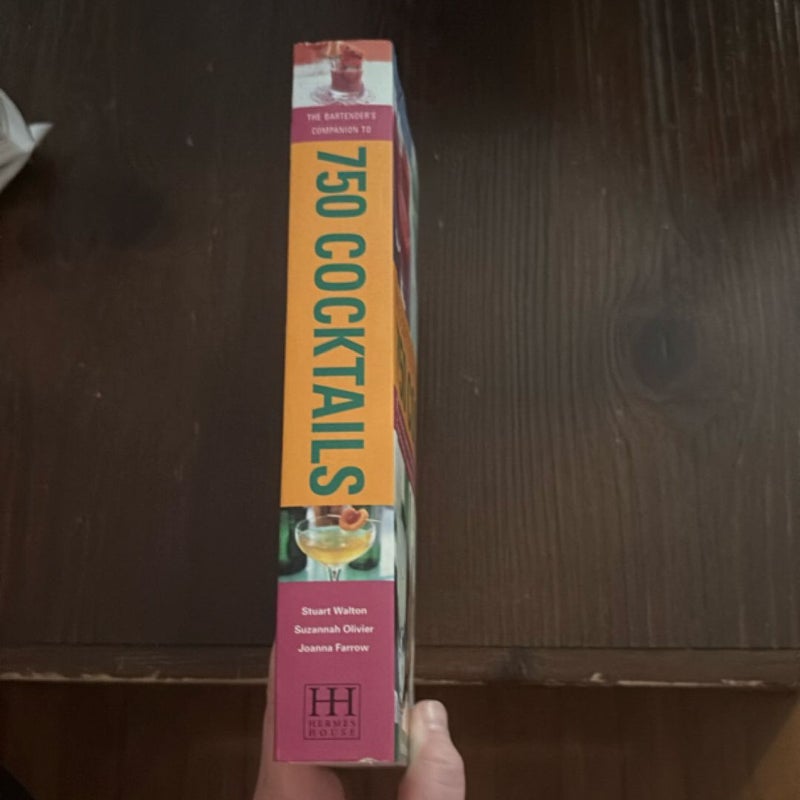 THE BARTENDER'S
COMPANION TO
750 COCKTAILS
Stuart Walton
Suzannah Olivier
Joanna Farrow
HH
HERMES
HOUSE